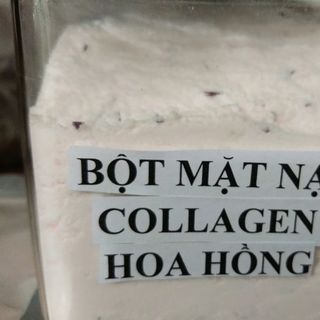 BỘT MẶT NẠ
COLLAGEN
HOA HỒNG